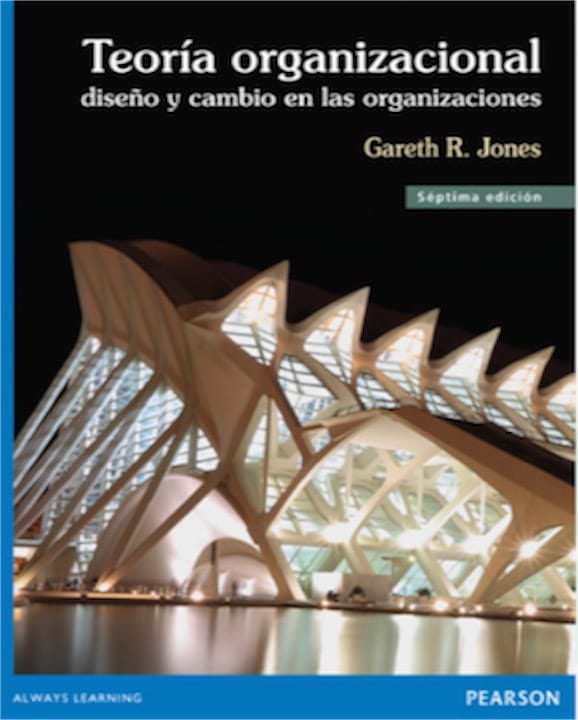 Teoría organizacional
diseño y cambio en las organizaciones
Gareth R. Jones
Séptima edición
ALWAYS LEARNING
PEARSON